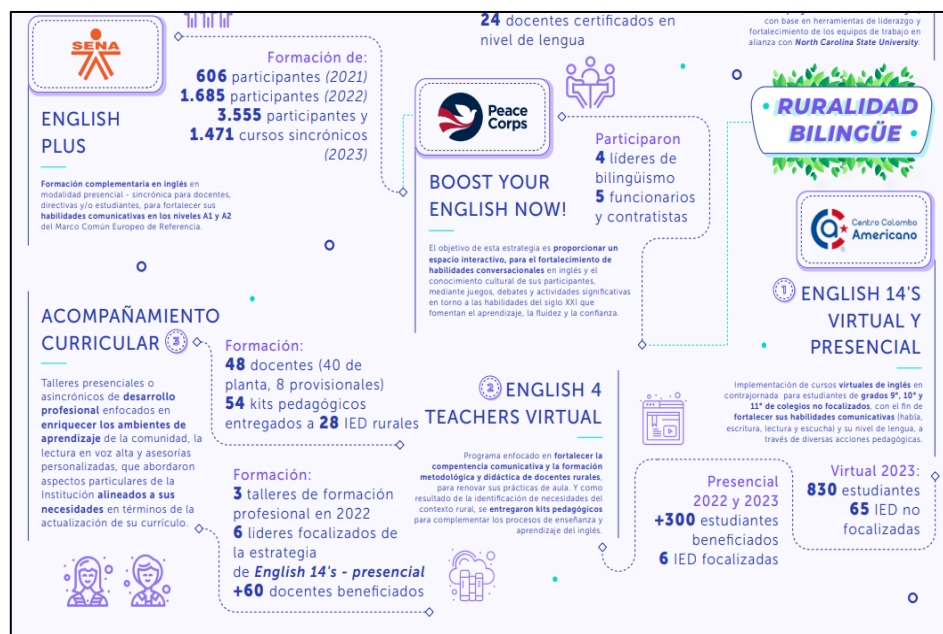 24 docentes certificados en
nivel de lengua
con base en herramientas de liderazgo y
fortalecimiento de los equipos de trabajo en
alianza con North Carolina State University.
SENA
ENGLISH
PLUS
Formación complementaria en inglés en
modalidad presencial - sincrónica para docentes,
directivas y/o estudiantes, para fortalecer sus
habilidades comunicativas en los niveles A1 y A2
del Marco Común Europeo de Referencia.
Formación de:
606 participantes (2021)
1.685 participantes (2022)
3.555 participantes y
1.471 cursos sincrónicos
(2023)
Peace
Corps
BOOST YOUR
ENGLISH NOW!
El objetivo de esta estrategia es proporcionar un
espacio interactivo, para el fortalecimiento de
habilidades conversacionales en inglés y el
conocimiento cultural de sus participantes,
mediante juegos, debates y actividades significativas
en torno a las habilidades del siglo XXI que
fomentan el aprendizaje, la fluidez y la confianza.
Participaron
4 líderes de
bilingüismo
5 funcionarios
y contratistas
RURALIDAD
BILINGÜE
Centro Colombo
Americano
1 ENGLISH 14'S
VIRTUAL Y
PRESENCIAL
Implementación de cursos virtuales de inglés en
contrajornada para estudiantes de grados 9°, 10° y
11° de colegios no focalizados, con el fin de
fortalecer sus habilidades comunicativas (habla,
escritura, lectura y escucha) y su nivel de lengua, a
través de diversas acciones pedagógicas.
Virtual 2023:
830 estudiantes
65 IED no
focalizadas
Presencial
2022 y 2023
+300 estudiantes
beneficiados
6 IED focalizadas
2 ENGLISH 4
TEACHERS VIRTUAL
Programa enfocado en fortalecer la
compentencia comunicativa y la formación
metodológica y didáctica de docentes rurales,
para renovar sus prácticas de aula. Y como
resultado de la identificación de necesidades del
contexto rural, se entregaron kits pedagógicos
para complementar los procesos de enseñanza y
aprendizaje del inglés.
Formación:
48 docentes (40 de
planta, 8 provisionales)
54 kits pedagógicos
entregados a 28 IED rurales
ACOMPAÑAMIENTO
CURRICULAR 3
Talleres presenciales o
asincrónicos de desarrollo
profesional enfocados en
enriquecer los ambientes de
aprendizaje de la comunidad, la
lectura en voz alta y asesorías
personalizadas, que abordaron
aspectos particulares de la
Institución alineados a sus
necesidades en términos de la
actualización de su currículo.
Formación:
3 talleres de formación
profesional en 2022
6 lideres focalizados de
la estrategia
de English 14's - presencial
+60 docentes beneficiados